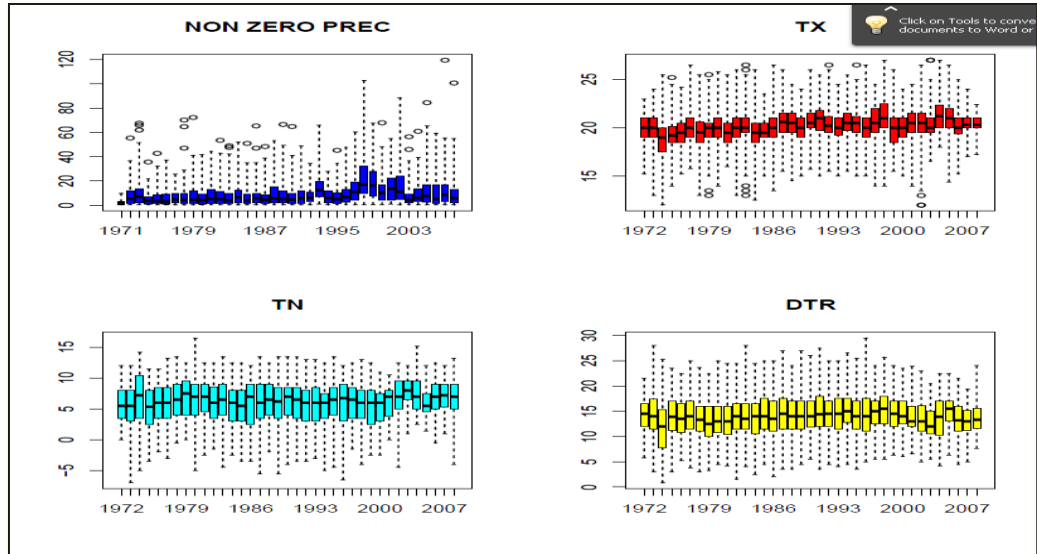 NON ZERO PREC
120
80
60
40
20
0
1971 1979 1987 1995 2003
TX
Click on Tools to conve
documents to Word or
25
20
15
1972 1979 1986 1993 2000 2007
TN
15
10
5
0
−5
1972 1979 1986 1993 2000 2007
DTR
30
25
20
15
10
5
0
1972 1979 1986 1993 2000 2007